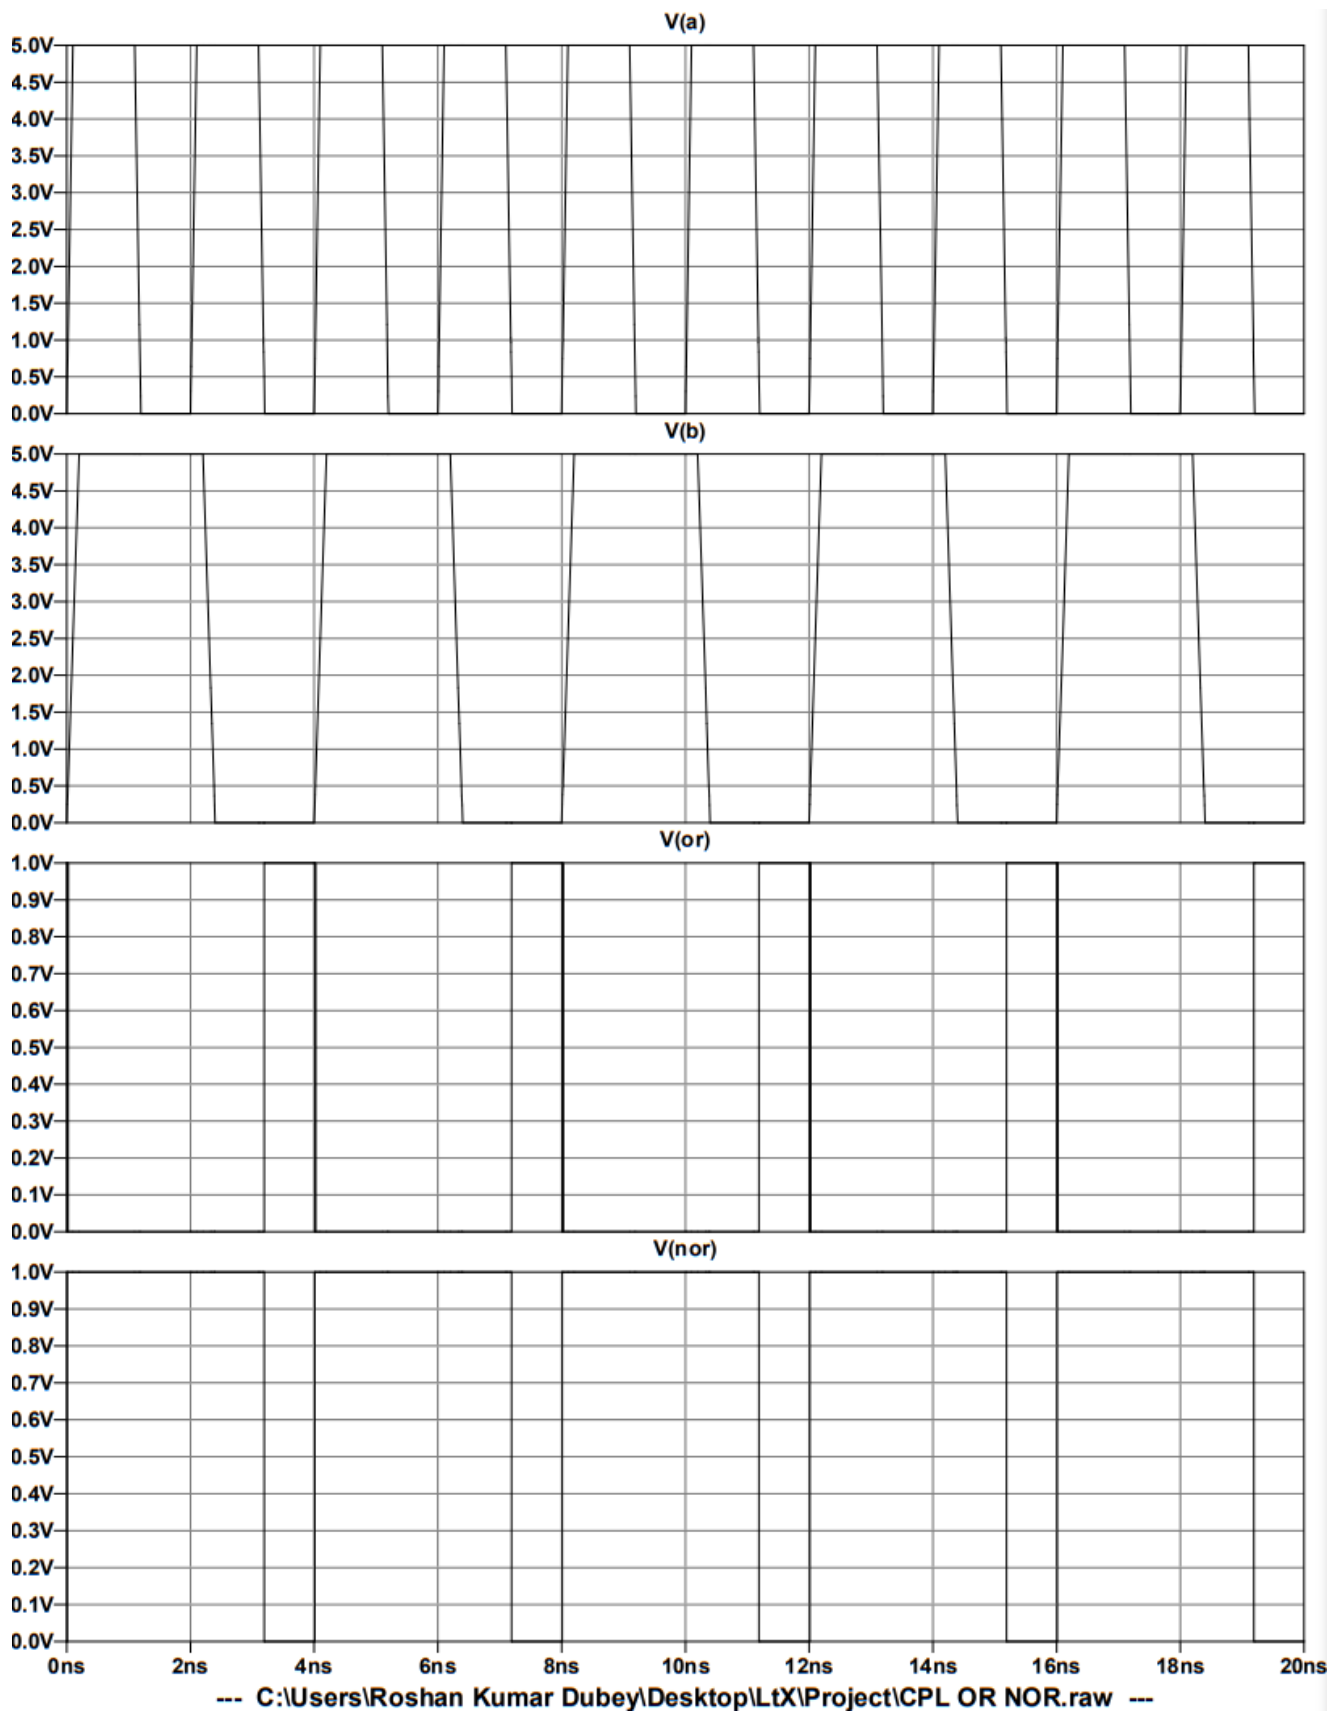 V(a)
5.0V
4.5V
4.0V
3.5V
3.0V
2.5V
2.0V
1.5V
1.0V
0.5V
0.0V
V(b)
5.0V
4.5V
4.0V
3.5V
3.0V
2.5V
2.0V
1.5V
1.0V
0.5V
0.0V
V(or)
1.0V
0.9V
0.8V
0.7V
0.6V
0.5V
0.4V
0.3V
0.2V
0.1V
0.0V
V(nor)
1.0V
0.9V
0.8V
0.7V
0.6V
0.5V
0.4V
0.3V
0.2V
0.1V
0.0V
0ns 2ns 4ns 6ns 8ns 10ns 12ns 14ns 16ns 18ns 20ns
--- C:\Users\Roshan Kumar Dubey\Desktop\LtX\Project\CPL OR NOR.raw ---